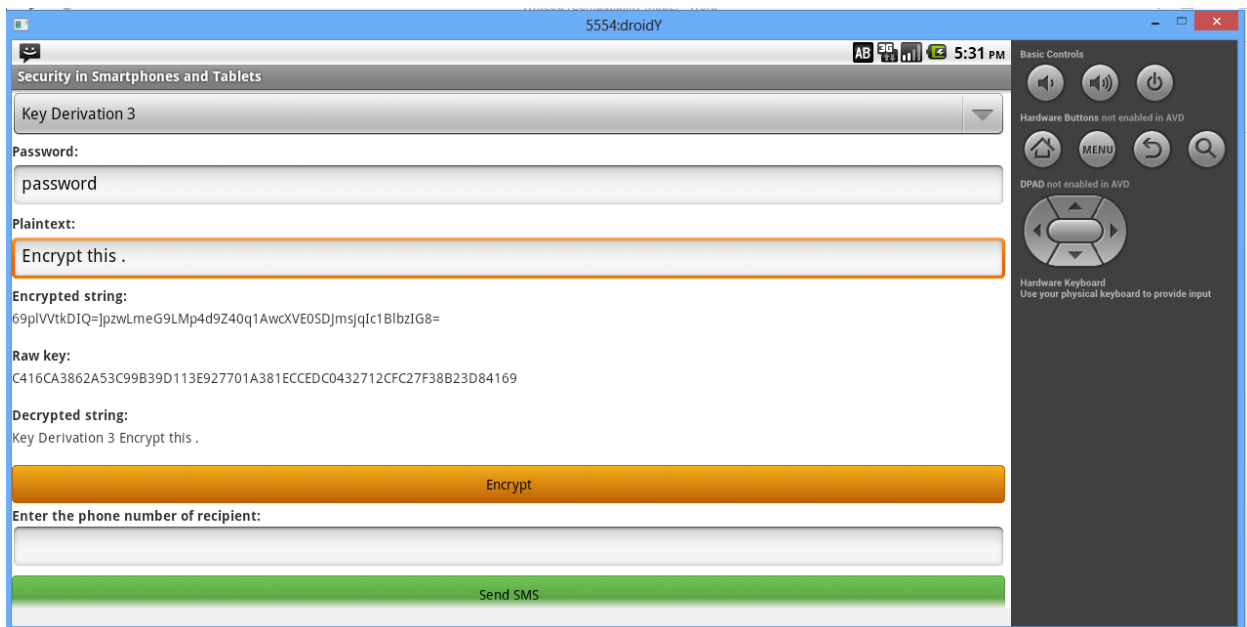 5554:droidY
AB 3G 5:31 PM
Security in Smartphones and Tablets
Key Derivation 3
Password:
password
Plaintext:
Encrypt this .
Encrypted string:
69plVVtkDIQ=]pzwLmeG9LMp4d9Z40q1AwcXVE0SDJmsjqIc1BlbzIG8=
Raw key:
C416CA3862A53C99B39D113E927701A381ECCEDC0432712CFC27F38B23D84169
Decrypted string:
Key Derivation 3 Encrypt this .
Encrypt
Enter the phone number of recipient:
Send SMS
Basic Controls
Hardware Buttons not enabled in AVD
MENU
DPAD not enabled in AVD
Hardware Keyboard
Use your physical keyboard to provide input